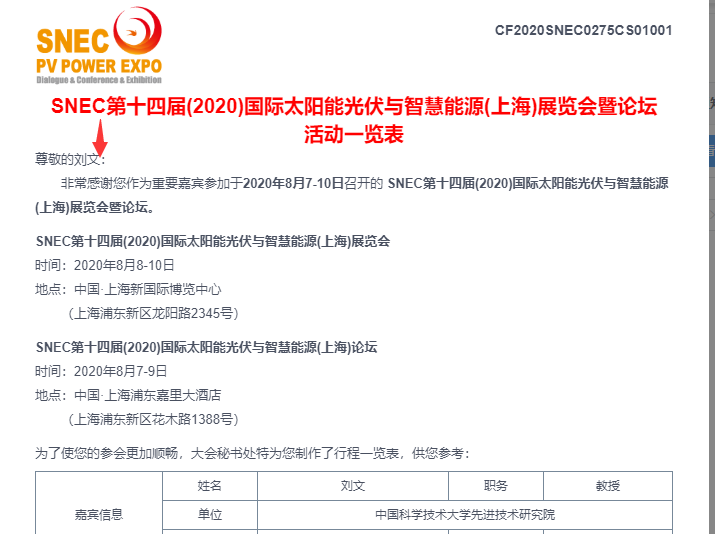 SNEC
PV POWER EXPO
Dialogue & Conference & Exhibition
CF2020SNEC0275CS01001
SNEC第十四届(2020)国际太阳能光伏与智慧能源(上海)展览会暨论坛
活动一览表
尊敬的刘文:
非常感谢您作为重要嘉宾参加于2020年8月7-10日召开的 SNEC第十四届(2020)国际太阳能光伏与智慧能源
(上海)展览会暨论坛。
SNEC第十四届(2020)国际太阳能光伏与智慧能源(上海)展览会
时间：2020年8月8-10日
地点：中国·上海新国际博览中心
（上海浦东新区龙阳路2345号）
SNEC第十四届(2020)国际太阳能光伏与智慧能源(上海)论坛
时间：2020年8月7-9日
地点：中国·上海浦东嘉里大酒店
（上海浦东新区花木路1388号）
为了使您的参会更加顺畅，大会秘书处特为您制作了行程一览表，供您参考：
嘉宾信息 姓名 刘文 职务 教授
单位 中国科学技术大学先进技术研究院